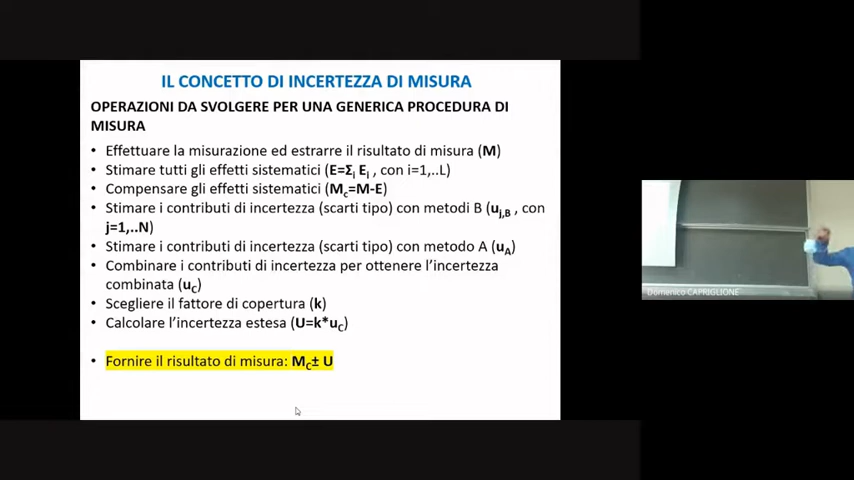 IL CONCETTO DI INCERTEZZA DI MISURA
OPERAZIONI DA SVOLGERE PER UNA GENERICA PROCEDURA DI
MISURA
• Effettuare la misurazione ed estrarre il risultato di misura (M)
• Stimare tutti gli effetti sistematici (E=Σi Ei , con i=1,..L)
• Compensare gli effetti sistematici (Mc=M-E)
• Stimare i contributi di incertezza (scarti tipo) con metodi B (uj,B , con
j=1,..N)
• Stimare i contributi di incertezza (scarti tipo) con metodo A (uA)
• Combinare i contributi di incertezza per ottenere l'incertezza
combinata (uC)
• Scegliere il fattore di copertura (k)
• Calcolare l'incertezza estesa (U=k*uC)
• Fornire il risultato di misura: MC± U
Domenico CAPRIGLIONE